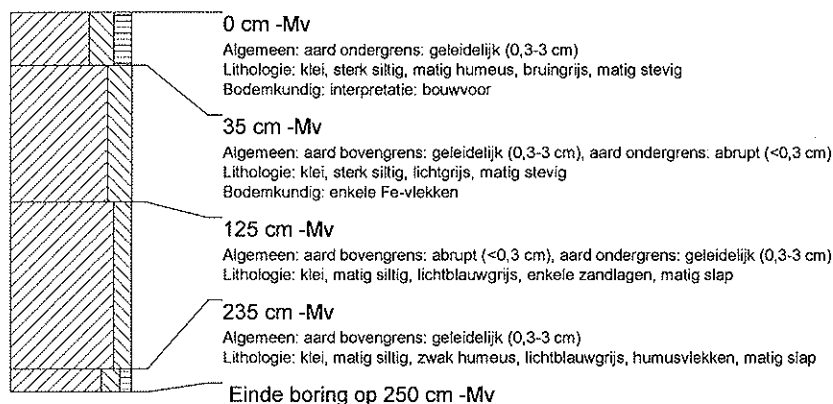 0 cm -Mv
Algemeen: aard ondergrens: geleidelijk (0,3-3 cm)
Lithologie: klei, sterk siltig, matig humeus, bruingrijs, matig stevig
Bodemkundig: interpretatie: bouwvoor
35 cm -Mv
Algemeen: aard bovengrens: geleidelijk (0,3-3 cm), aard ondergrens: abrupt (<0,3 cm)
Lithologie: klei, sterk siltig, lichtgrijs, matig stevig
Bodemkundig: enkele Fe-vlekken
125 cm -Mv
Algemeen: aard bovengrens: abrupt (<0,3 cm), aard ondergrens: geleidelijk (0,3-3 cm)
Lithologie: klei, matig siltig, lichtblauwgrijs, enkele zandlagen, matig slap
235 cm -Mv
Algemeen: aard bovengrens: geleidelijk (0,3-3 cm)
Lithologie: klei, matig siltig, zwak humeus, lichtblauwgrijs, humusvlekken, matig slap
Einde boring op 250 cm -Mv